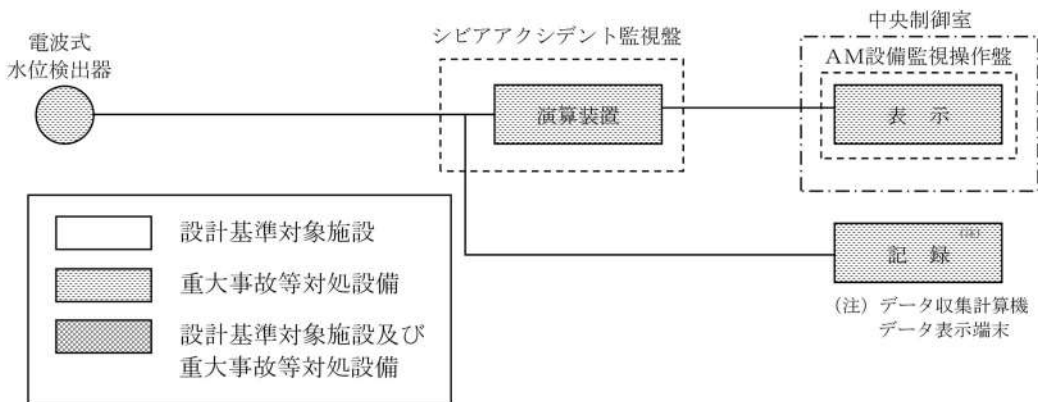 中央制御室
シビアアクシデント監視盤
電波式
水位検出器
AM設備監視操作盤
演算装置
表 示
設計基準対象施設
重大事故等対処設備
設計基準対象施設及び
重大事故等対処設備
記 録(注)
(注) データ収集計算機
データ表示端末